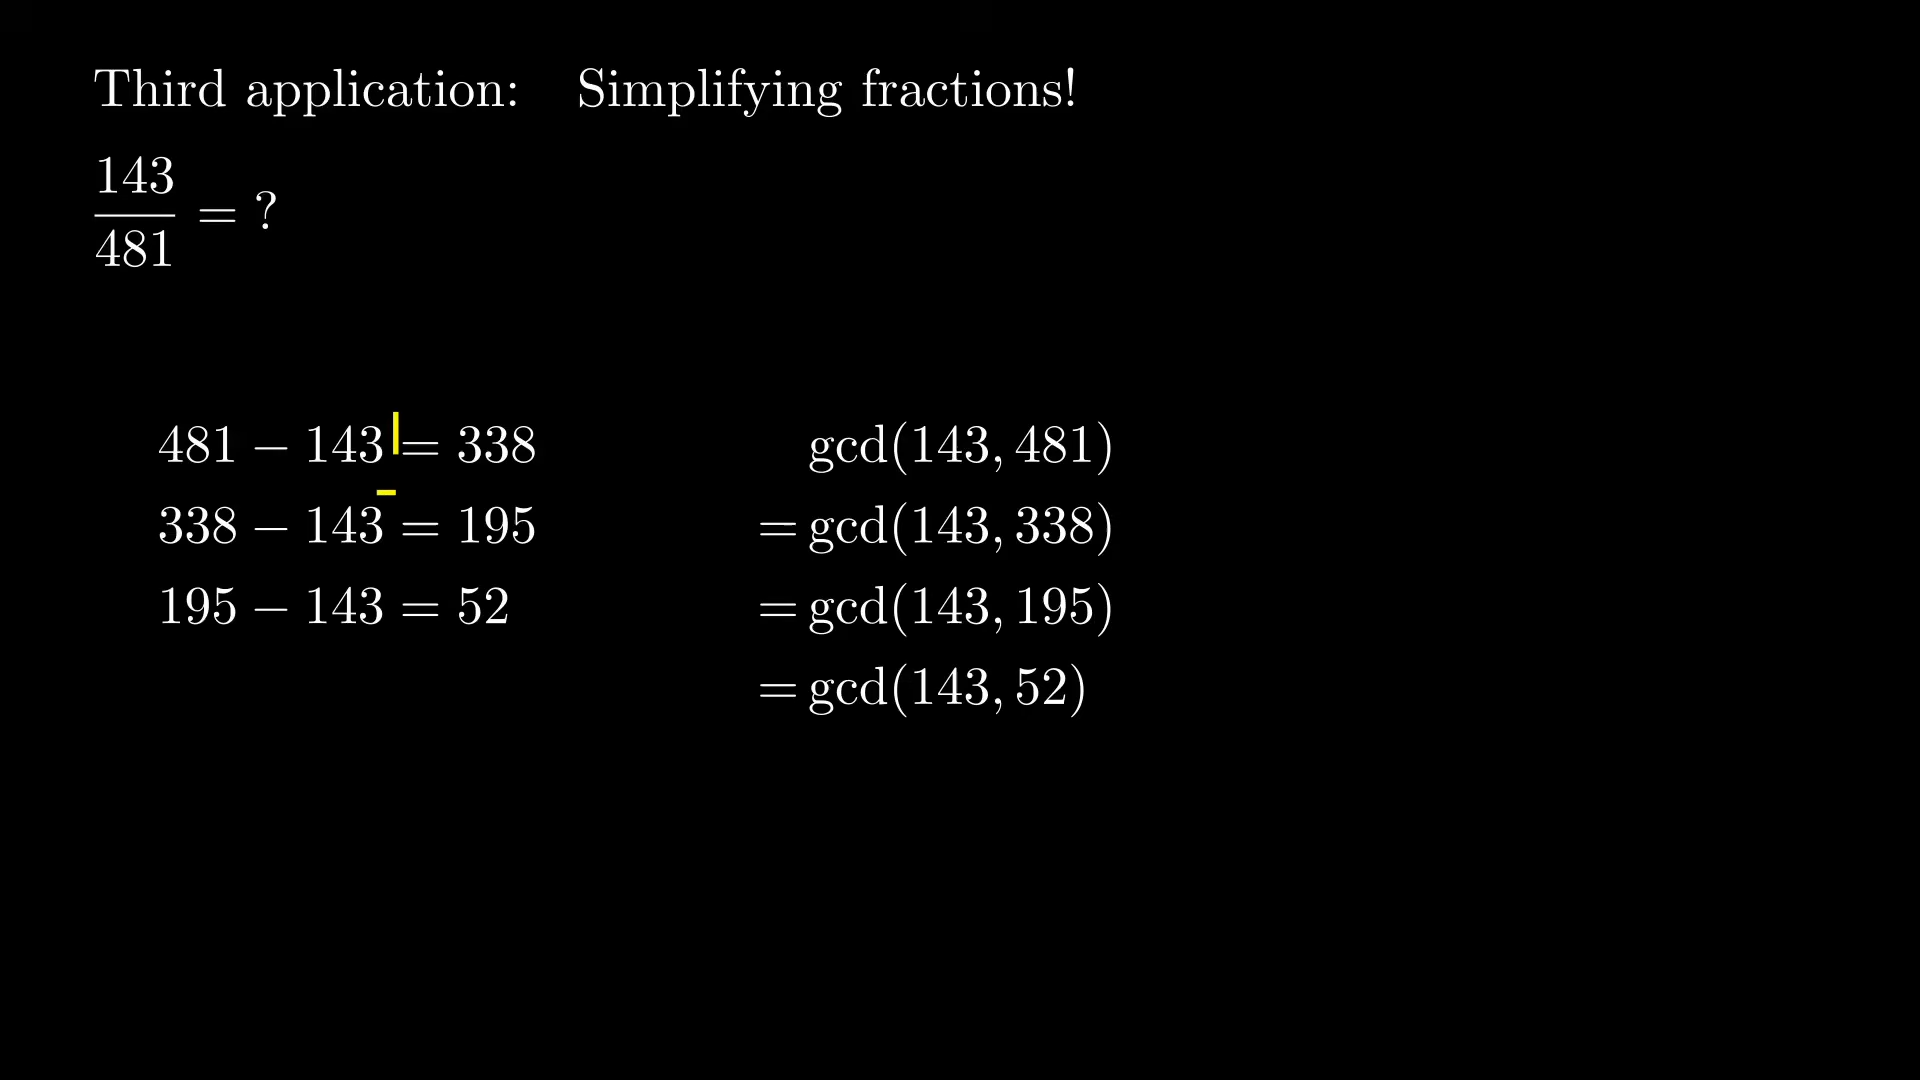 Third application: Simplifying fractions!
143
481
= ?
481 − 143 = 338
gcd(143, 481)
338 − 143 = 195
= gcd(143, 338)
195 − 143 = 52
= gcd(143, 195)
= gcd(143, 52)